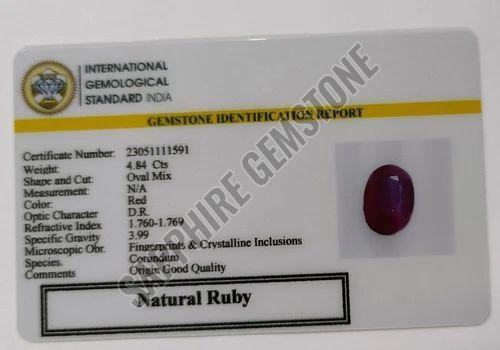 INTERNATIONAL
GEMOLOGICAL
STANDARD INDIA
GEMSTONE IDENTIFICATION REPORT
Certificate Number: 23051111591
Weight: 4.84 Cts
Shape and Cut: Oval Mix
Measurement: N/A
Color: Red
Optic Character D.R.
Refractive Index 1.760-1.769
Specific Gravity 3.99
Microscopic Obr. Fingerprints & Crystalline Inclusions
Species. Corundum
Comments Origin Good Quality
Natural Ruby
SAPPHIRE GEMSTONE